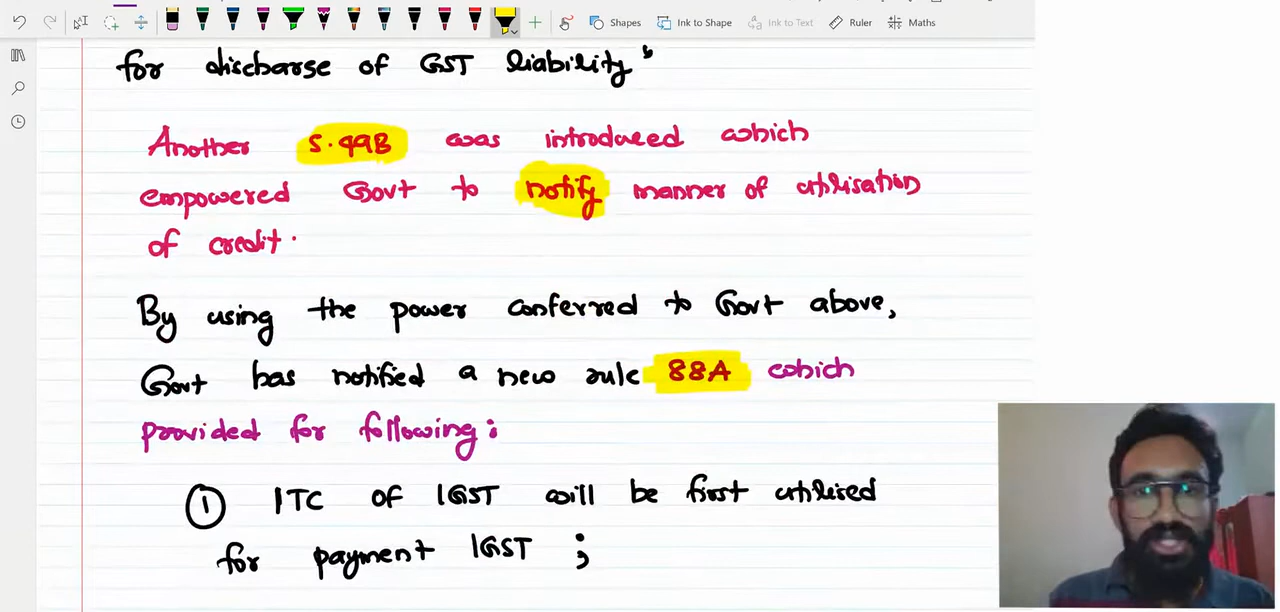 Shapes Ink to Shape Ink to Text Ruler Maths
for discharge of GST liability
Another S.49B was introduced which
empowered Govt to notify manner of utilisation
of credit.
By using the power conferred to Govt above,
Govt has notified a new rule 88A which
provided for following:
① ITC of IGST will be first utilised
for payment IGST ;